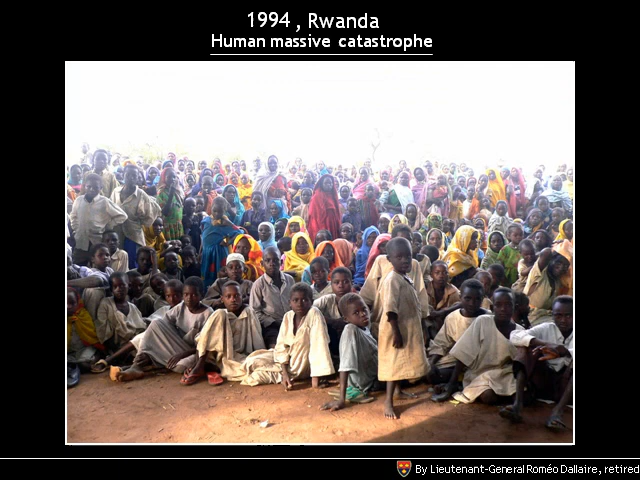 1994 , Rwanda
Human massive catastrophe
By Lieutenant-General Roméo Dallaire, retired